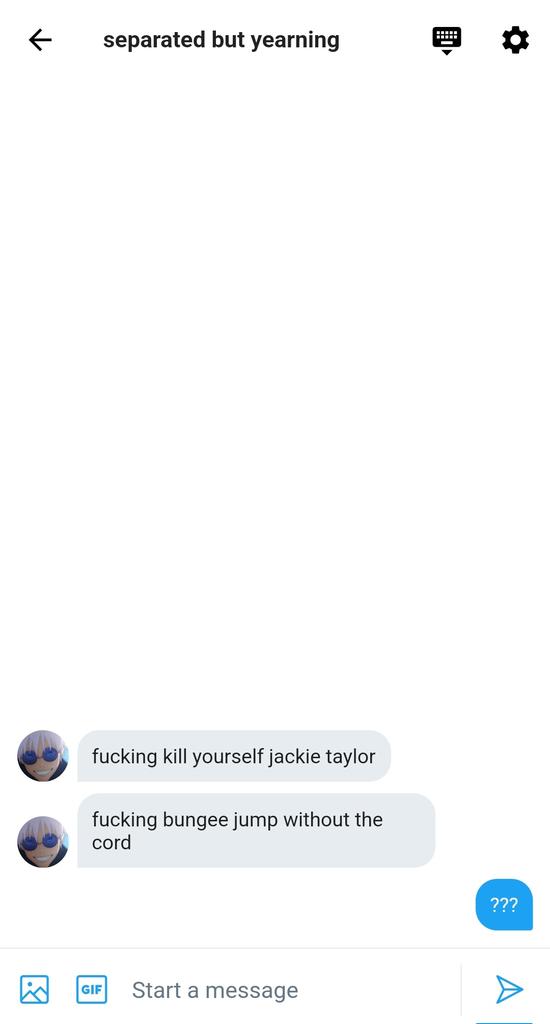 separated but yearning
fucking kill yourself jackie taylor
fucking bungee jump without the
cord
???
GIF
Start a message